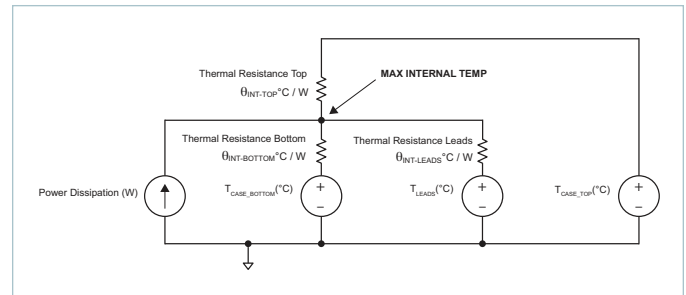 Thermal Resistance Top
θINT-TOP°C / W
MAX INTERNAL TEMP
Thermal Resistance Bottom
θINT-BOTTOM°C / W
Thermal Resistance Leads
θINT-LEADS°C / W
Power Dissipation (W)
TCASE_BOTTOM(°C)
TLEADS(°C)
TCASE_TOP(°C)
+
–
+
–
+
–